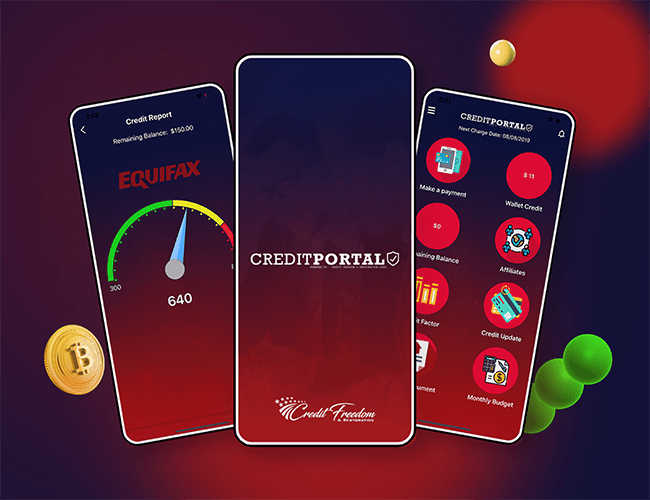 Credit Report
Remaining Balance: $150.00
EQUIFAX
300
640
CREDITPORTAL
Credit Freedom
& RESTORATION
CREDITPORTAL
Next Charge Date: 08/08/2019
Make a payment
$ 11
Wallet Credit
$0
aining Balance
Affiliates
it Factor
Credit Update
ument
Monthly Budget